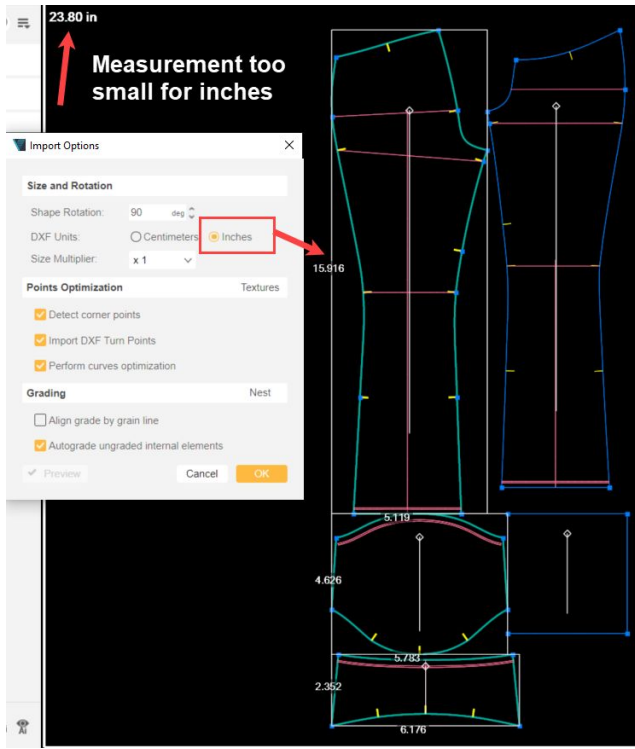 23.80 in
Measurement too
small for inches
Import Options
Size and Rotation
Shape Rotation: 90 deg
DXF Units: Centimeters Inches
Size Multiplier: x 1
Points Optimization Textures
Detect corner points
Import DXF Turn Points
Perform curves optimization
Grading Nest
Align grade by grain line
Autograde ungraded internal elements
Preview Cancel OK
15.916
5.119
4.626
5.783
2.352
6.176
AI